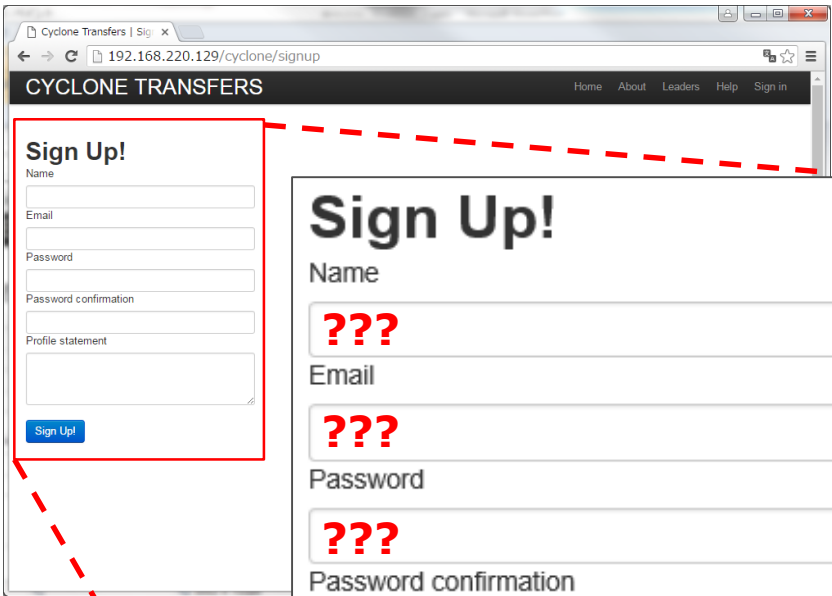 Cyclone Transfers | Sig
192.168.220.129/cyclone/signup
CYCLONE TRANSFERS
Home About Leaders Help Sign in
Sign Up!
Name
Email
Password
Password confirmation
Profile statement
Sign Up!
Sign Up!
Name
???
Email
???
Password
???
Password confirmation